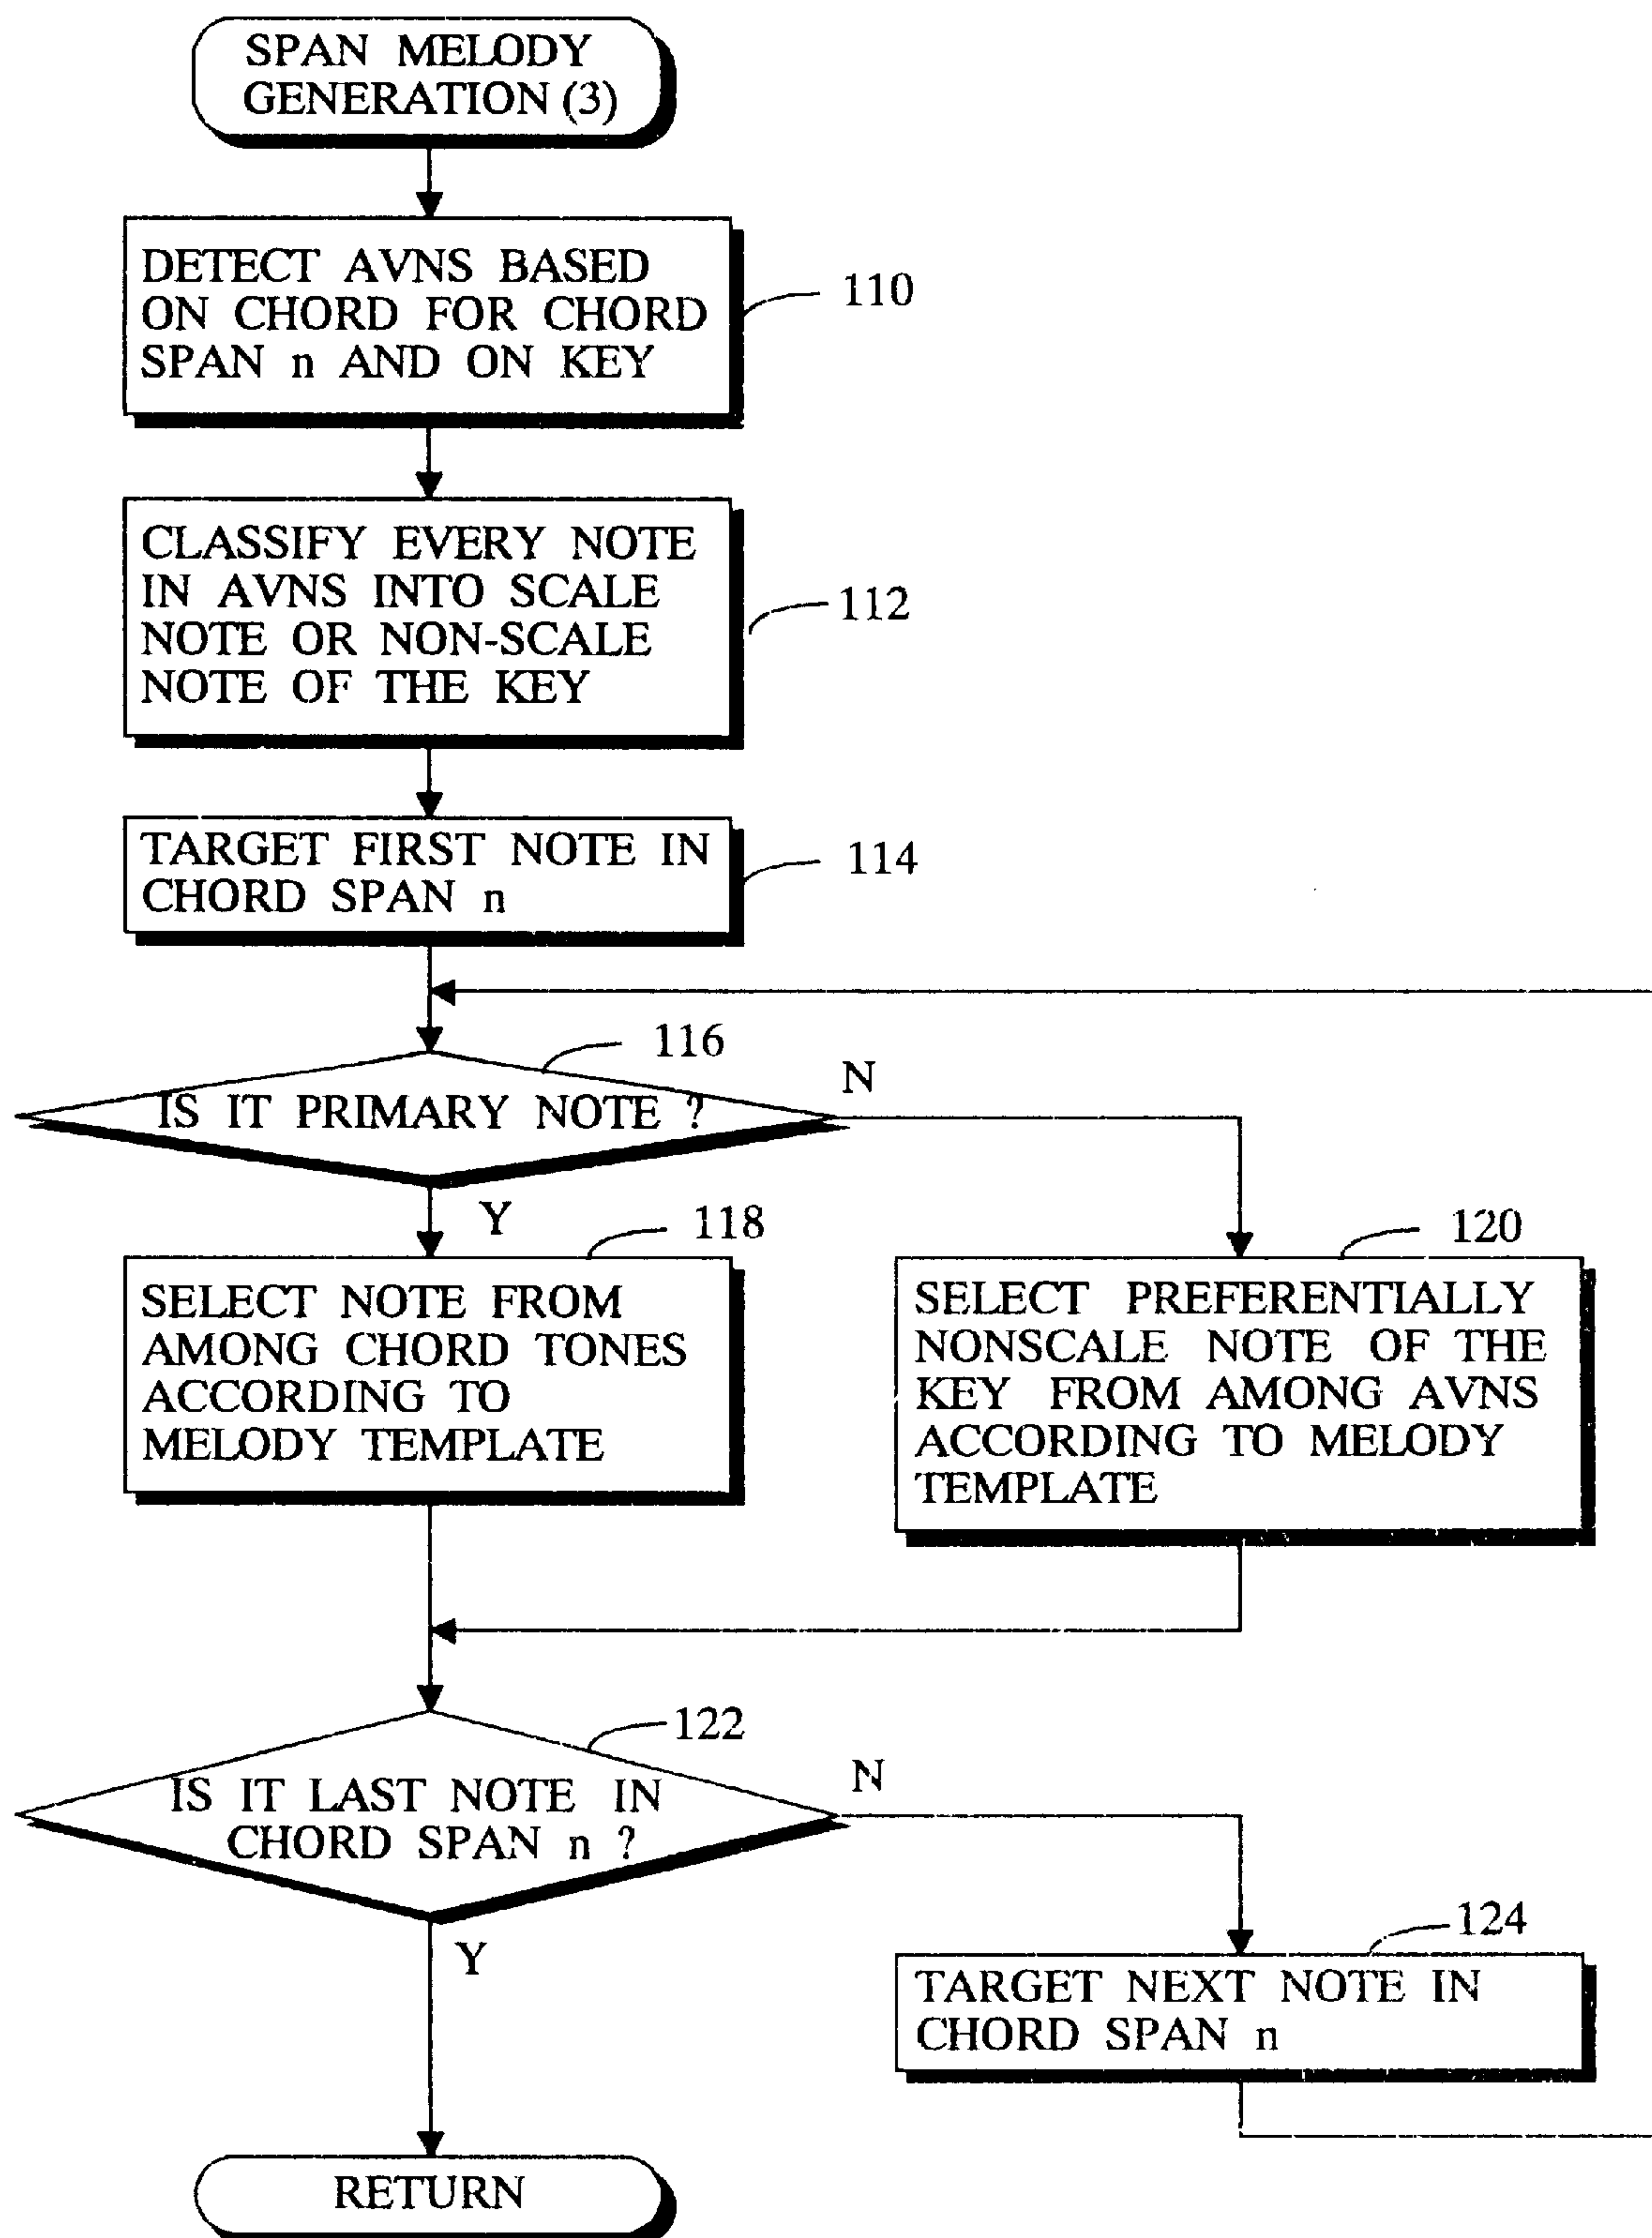 SPAN MELODY
GENERATION (3)
DETECT AVNS BASED
ON CHORD FOR CHORD
SPAN n AND ON KEY
110
CLASSIFY EVERY NOTE
IN AVNS INTO SCALE
NOTE OR NON-SCALE
NOTE OF THE KEY
112
TARGET FIRST NOTE IN
CHORD SPAN n
114
116
IS IT PRIMARY NOTE ?
N
Y
118
SELECT NOTE FROM
AMONG CHORD TONES
ACCORDING TO
MELODY TEMPLATE
120
SELECT PREFERENTIALLY
NONSCALE NOTE OF THE
KEY FROM AMONG AVNS
ACCORDING TO MELODY
TEMPLATE
122
IS IT LAST NOTE IN
CHORD SPAN n ?
N
Y
124
TARGET NEXT NOTE IN
CHORD SPAN n
RETURN